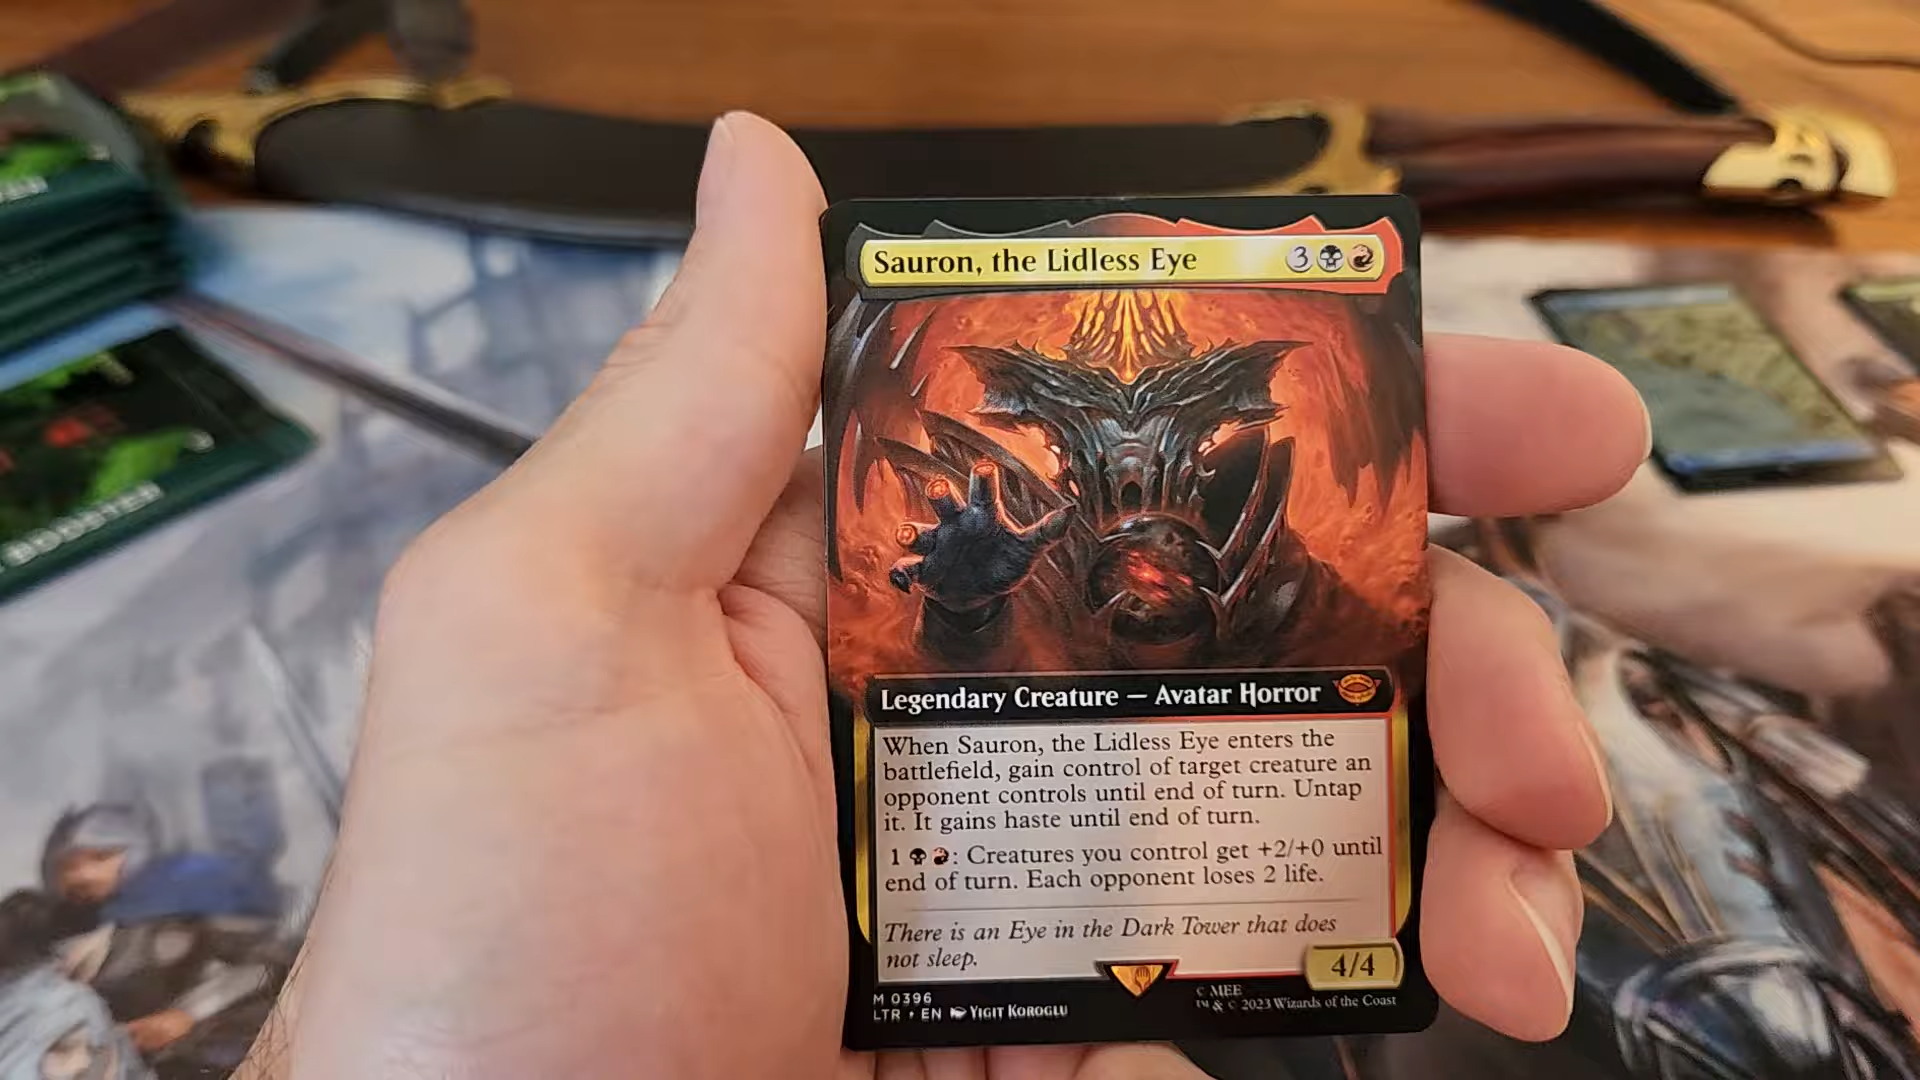 Sauron, the Lidless Eye 3
Legendary Creature — Avatar Horror
When Sauron, the Lidless Eye enters the
battlefield, gain control of target creature an
opponent controls until end of turn. Untap
it. It gains haste until end of turn.
1 : Creatures you control get +2/+0 until
end of turn. Each opponent loses 2 life.
There is an Eye in the Dark Tower that does
not sleep.
4/4
M 0396
LTR • EN YIGIT KOROGLU
© MEE
™ & © 2023 Wizards of the Coast
BOOSTER